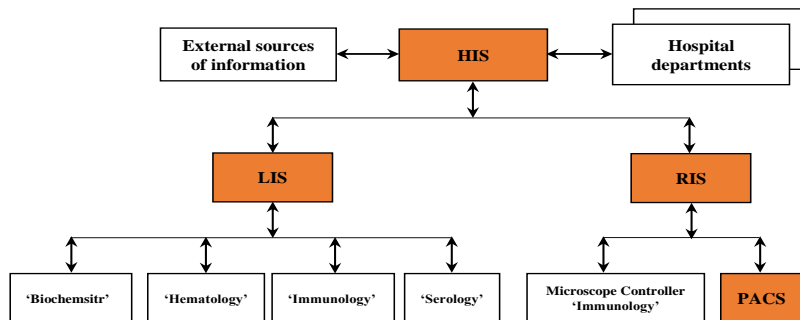 External sources
of information
HIS
Hospital
departments
LIS
RIS
‘Biochemsitr’
‘Hematology’
‘Immunology’
‘Serology’
Microscope Controller
‘Immunology’
PACS